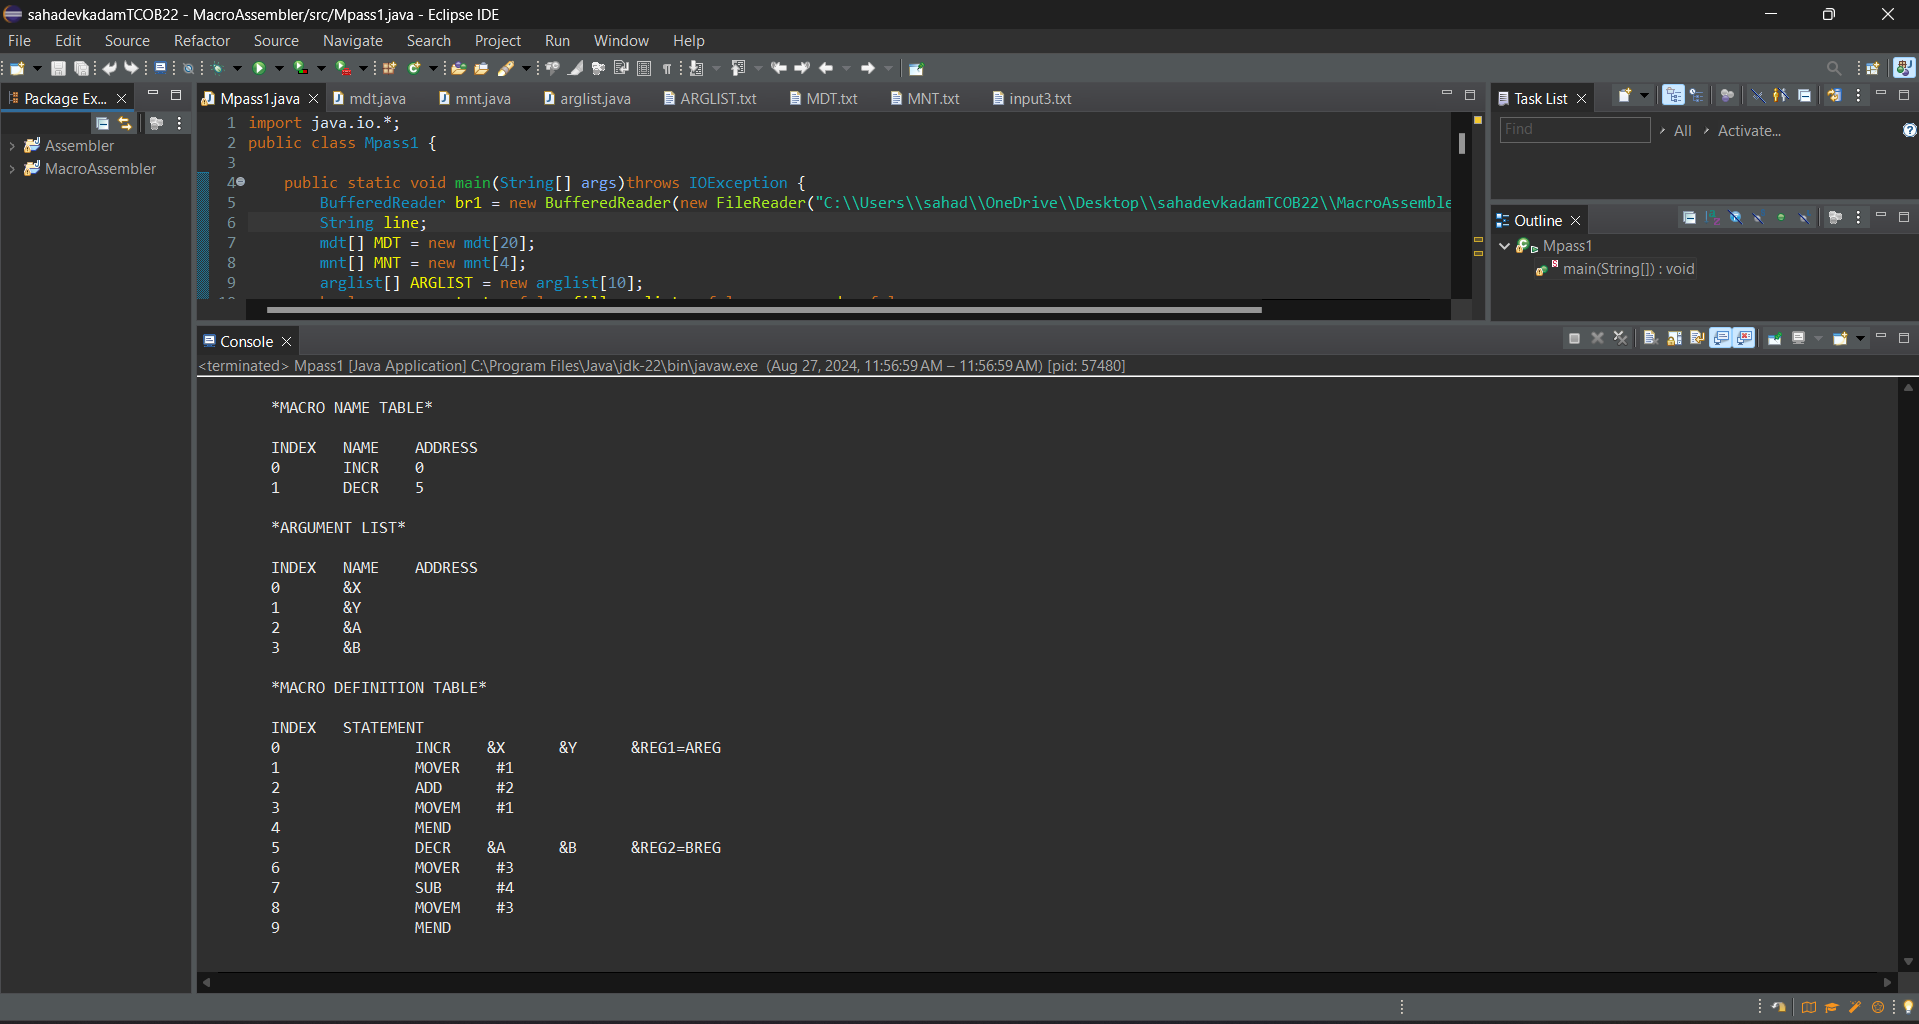 sahadevkadamTCOB22 - MacroAssembler/src/Mpass1.java - Eclipse IDE
File Edit Source Refactor Source Navigate Search Project Run Window Help
Package Ex...
Assembler
MacroAssembler
Mpass1.java mdt.java mnt.java arglist.java ARGLIST.txt MDT.txt MNT.txt input3.txt
1 import java.io.*;
2 public class Mpass1 {
3
4 public static void main(String[] args)throws IOException {
5 BufferedReader br1 = new BufferedReader(new FileReader("C:\\Users\\sahad\\OneDrive\\Desktop\\sahadevkadamTCOB22\\MacroAssemble
6 String line;
7 mdt[] MDT = new mdt[20];
8 mnt[] MNT = new mnt[4];
9 arglist[] ARGLIST = new arglist[10];
Task List
Find All Activate...
Outline
Mpass1
main(String[]) : void
Console
<terminated> Mpass1 [Java Application] C:\Program Files\Java\jdk-22\bin\javaw.exe (Aug 27, 2024, 11:56:59 AM – 11:56:59 AM) [pid: 57480]
*MACRO NAME TABLE*
INDEX NAME ADDRESS
0 INCR 0
1 DECR 5
*ARGUMENT LIST*
INDEX NAME ADDRESS
0 &X
1 &Y
2 &A
3 &B
*MACRO DEFINITION TABLE*
INDEX STATEMENT
0 INCR &X &Y &REG1=AREG
1 MOVER #1
2 ADD #2
3 MOVEM #1
4 MEND
5 DECR &A &B &REG2=BREG
6 MOVER #3
7 SUB #4
8 MOVEM #3
9 MEND